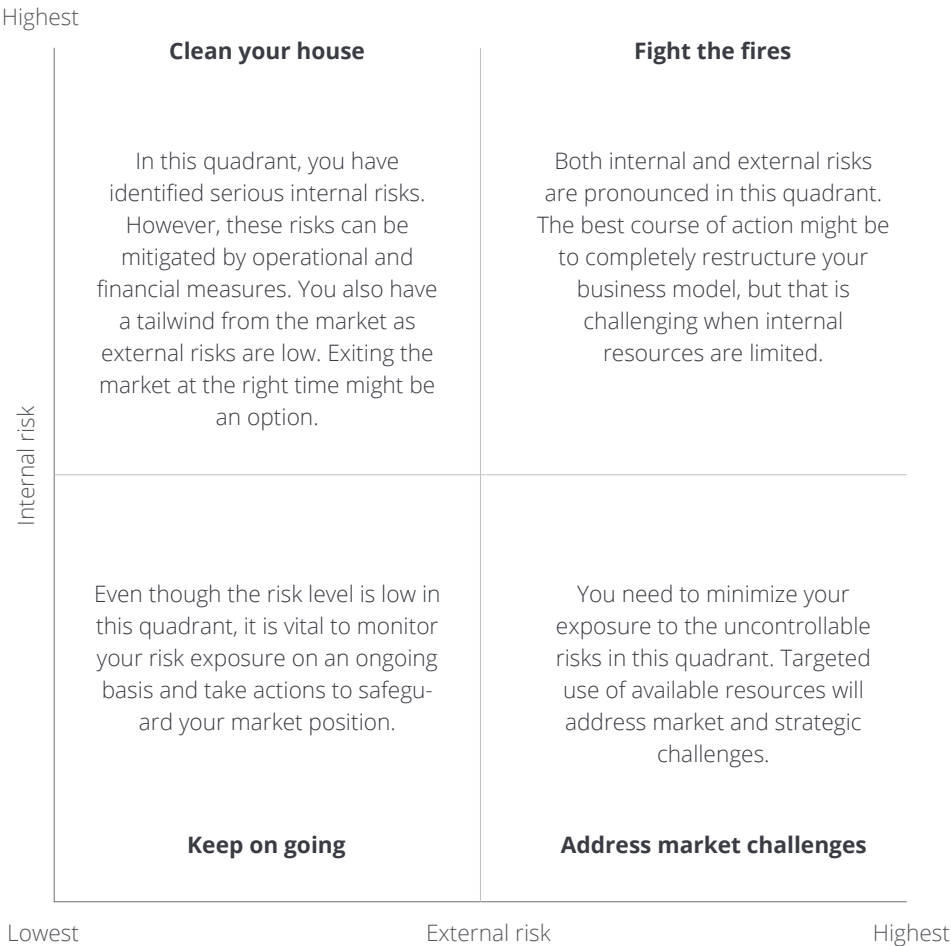 Highest
Clean your house
In this quadrant, you have
identified serious internal risks.
However, these risks can be
mitigated by operational and
financial measures. You also have
a tailwind from the market as
external risks are low. Exiting the
market at the right time might be
an option.
Fight the fires
Both internal and external risks
are pronounced in this quadrant.
The best course of action might be
to completely restructure your
business model, but that is
challenging when internal
resources are limited.
Internal risk
Even though the risk level is low in
this quadrant, it is vital to monitor
your risk exposure on an ongoing
basis and take actions to safegu-
ard your market position.
Keep on going
You need to minimize your
exposure to the uncontrollable
risks in this quadrant. Targeted
use of available resources will
address market and strategic
challenges.
Address market challenges
Lowest
External risk
Highest